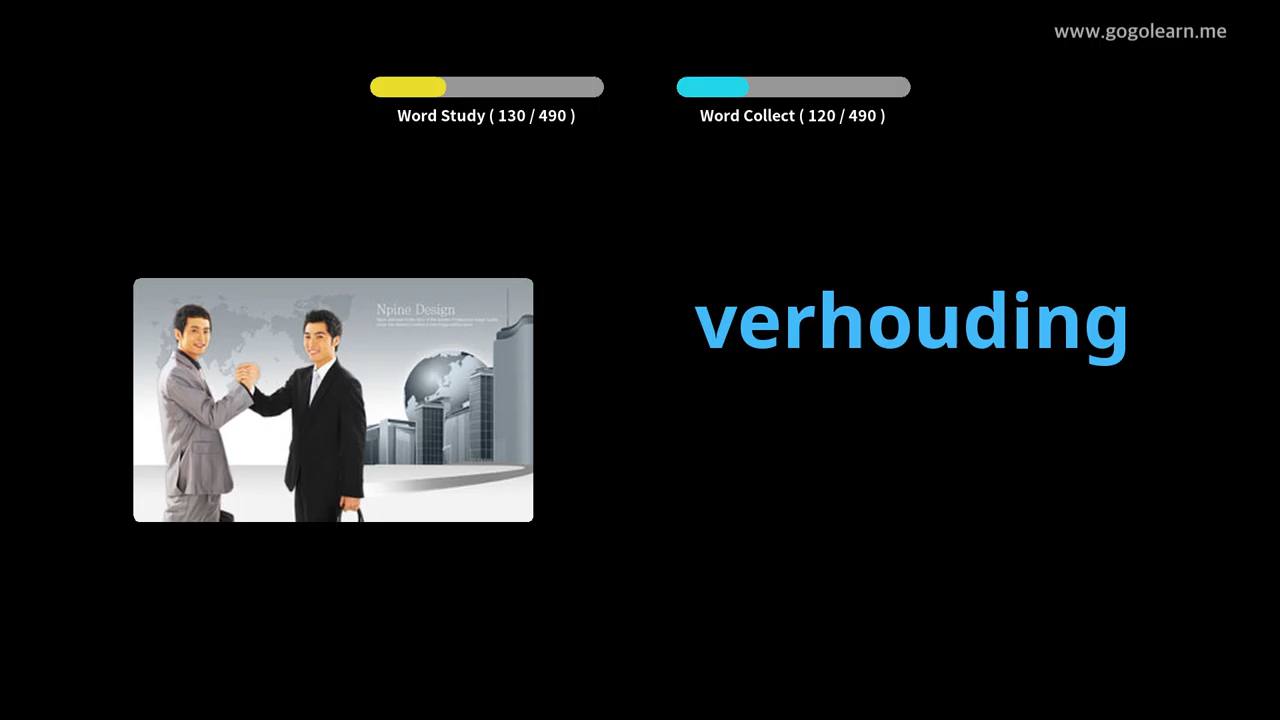 www.gogolearn.me
Word Study ( 130 / 490 )
Word Collect ( 120 / 490 )
Npine Design
verhouding